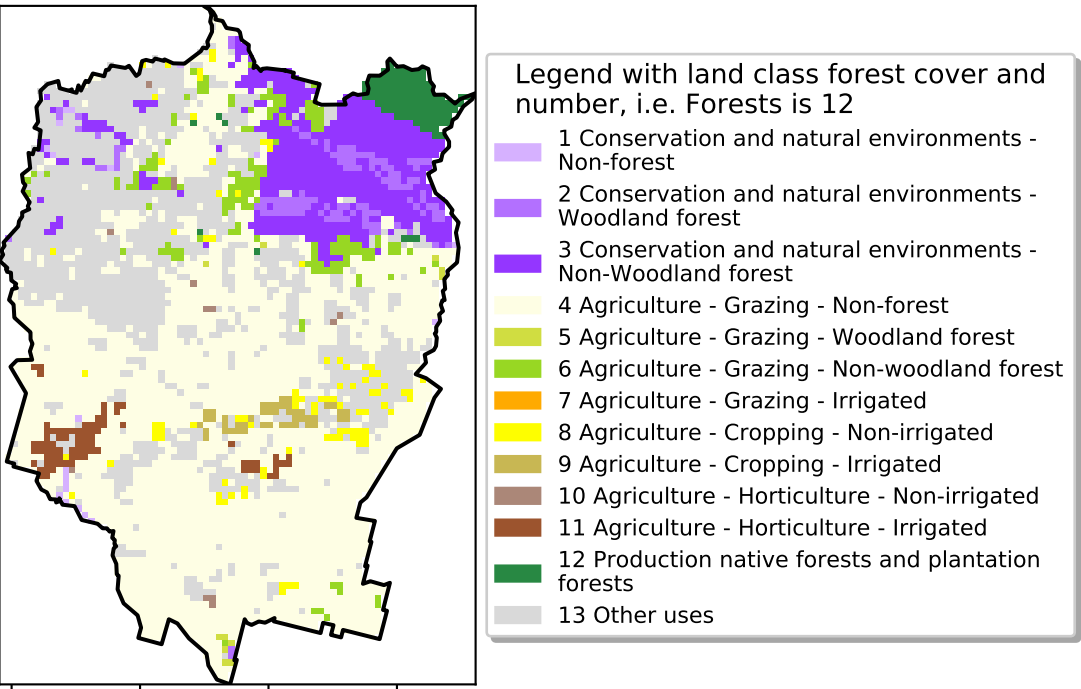 Legend with land class forest cover and
number, i.e. Forests is 12
1 Conservation and natural environments -
Non-forest
2 Conservation and natural environments -
Woodland forest
3 Conservation and natural environments -
Non-Woodland forest
4 Agriculture - Grazing - Non-forest
5 Agriculture - Grazing - Woodland forest
6 Agriculture - Grazing - Non-woodland forest
7 Agriculture - Grazing - Irrigated
8 Agriculture - Cropping - Non-irrigated
9 Agriculture - Cropping - Irrigated
10 Agriculture - Horticulture - Non-irrigated
11 Agriculture - Horticulture - Irrigated
12 Production native forests and plantation
forests
13 Other uses